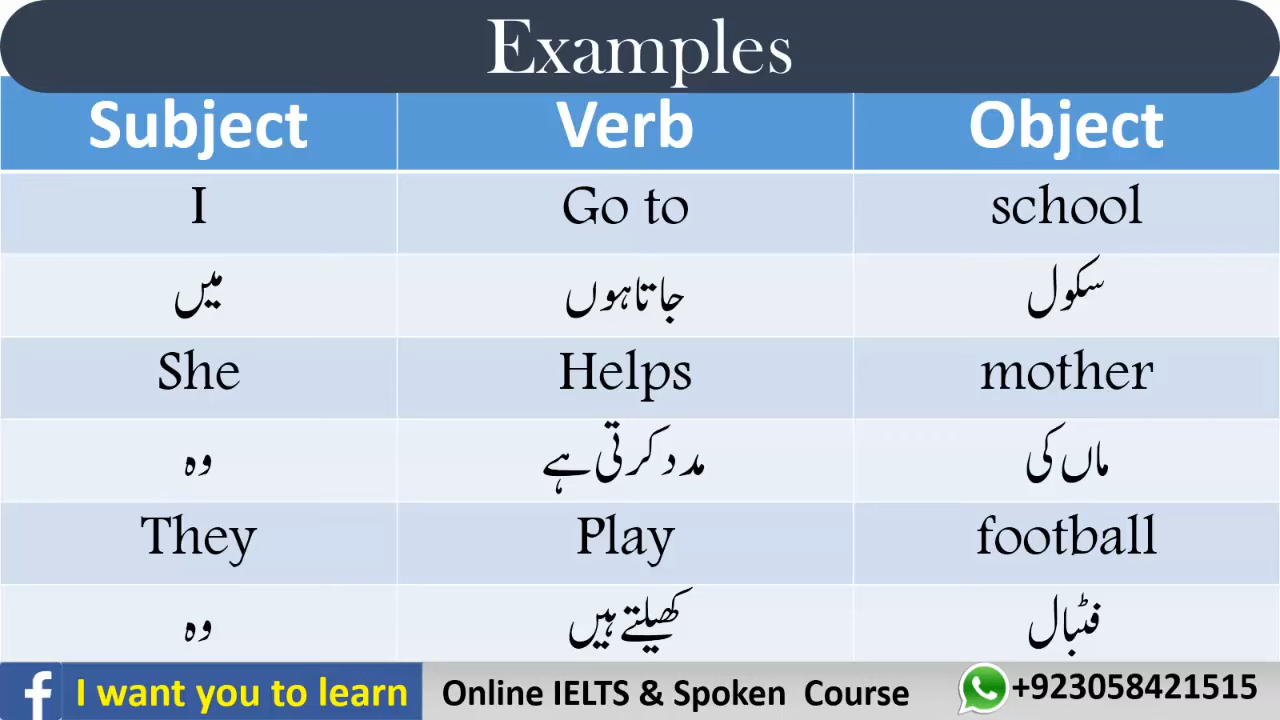 Examples
Subject Verb Object
I Go to school
میں جاتا ہوں سکول
She Helps mother
وہ مدد کرتی ہے ماں کی
They Play football
وہ کھیلتے ہیں فٹبال
f I want you to learn Online IELTS & Spoken Course +923058421515